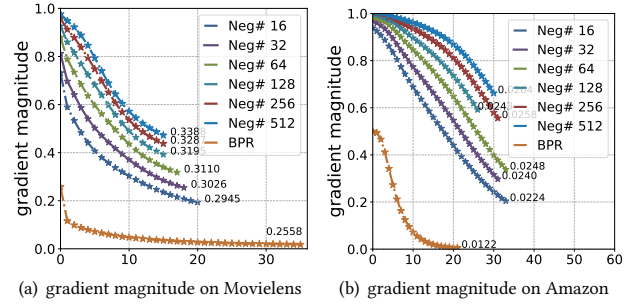 gradient magnitude
1.0
0.8
0.6
0.4
0.2
0.0
0 5 10 15 20 25 30 35
Neg# 16
Neg# 32
Neg# 64
Neg# 128
Neg# 256
Neg# 512
BPR
0.3388
0.328
0.3195
0.3110
0.3026
0.2945
0.2558
(a) gradient magnitude on Movielens
gradient magnitude
1.0
0.8
0.6
0.4
0.2
0.0
0 10 20 30 40 50 60
Neg# 16
Neg# 32
Neg# 64
Neg# 128
Neg# 256
Neg# 512
BPR
0.0258
0.0248
0.0240
0.0224
0.0122
(b) gradient magnitude on Amazon